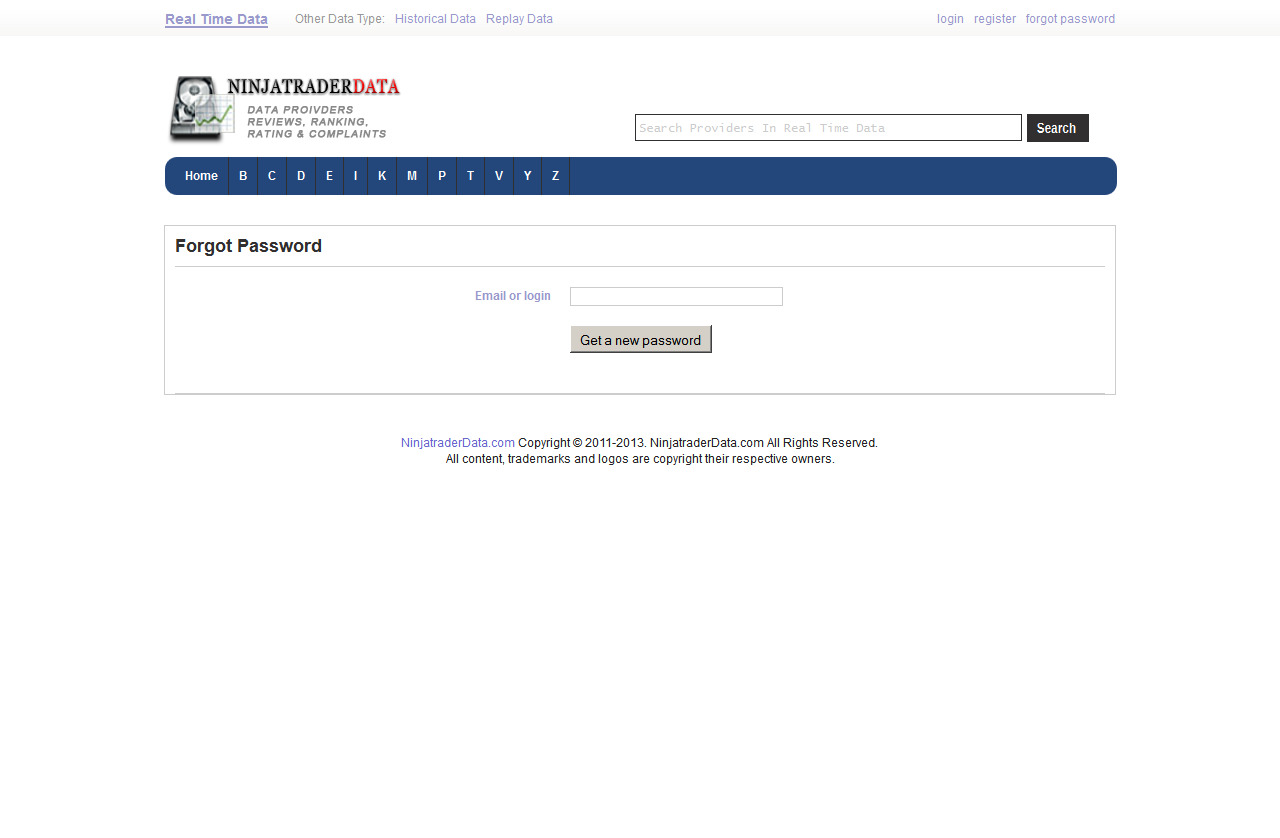 Real Time Data Other Data Type: Historical Data Replay Data login register forgot password
NINJATRADERDATA
DATA PROIVDERS
REVIEWS, RANKING,
RATING & COMPLAINTS
Search Providers In Real Time Data Search
Home B C D E I K M P T V Y Z
Forgot Password
Email or login
Get a new password
NinjatraderData.com Copyright © 2011-2013. NinjatraderData.com All Rights Reserved.
All content, trademarks and logos are copyright their respective owners.